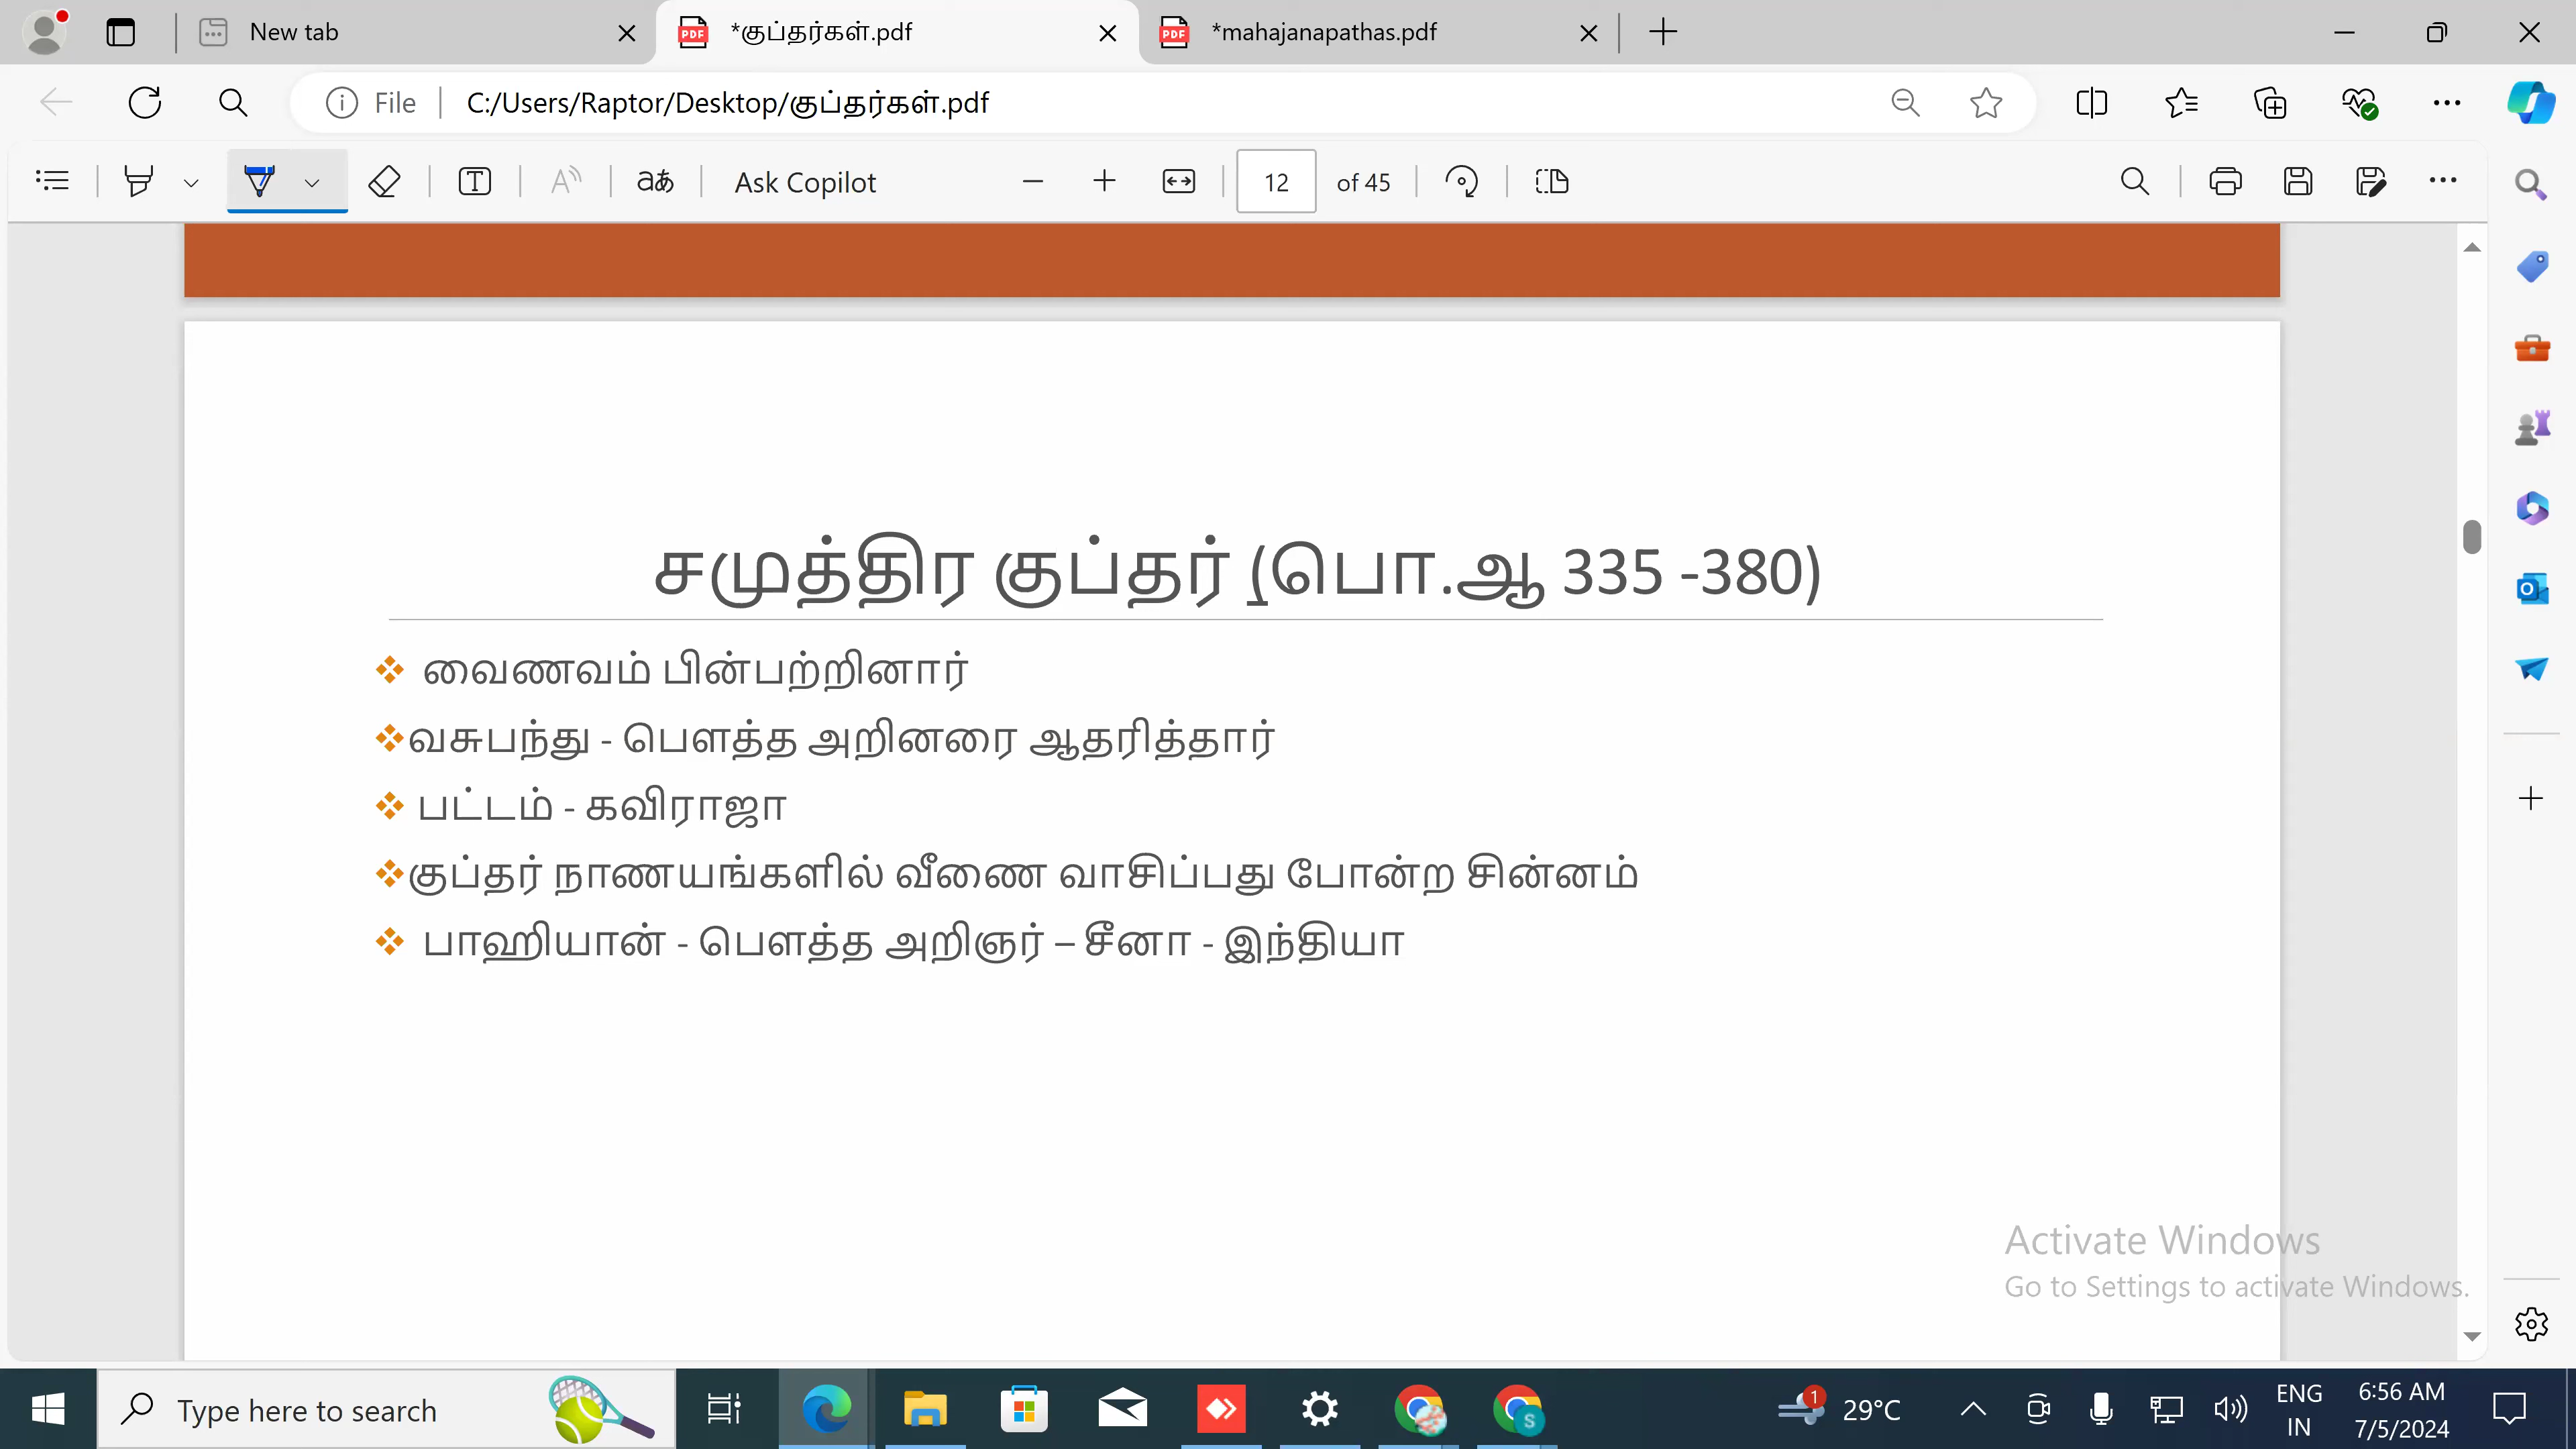 New tab
*குப்தர்கள்.pdf
*mahajanapathas.pdf
File
C:/Users/Raptor/Desktop/குப்தர்கள்.pdf
aあ
Ask Copilot
12 of 45
சமுத்திர குப்தர் (பொ.ஆ 335 -380)
வைணவம் பின்பற்றினார்
வசுபந்து - பௌத்த அறினரை ஆதரித்தார்
பட்டம் - கவிராஜா
குப்தர் நாணயங்களில் வீணை வாசிப்பது போன்ற சின்னம்
பாஹியான் - பௌத்த அறிஞர் – சீனா - இந்தியா
Activate Windows
Go to Settings to activate Windows.
Type here to search
1
29°C
ENG
IN
6:56 AM
7/5/2024